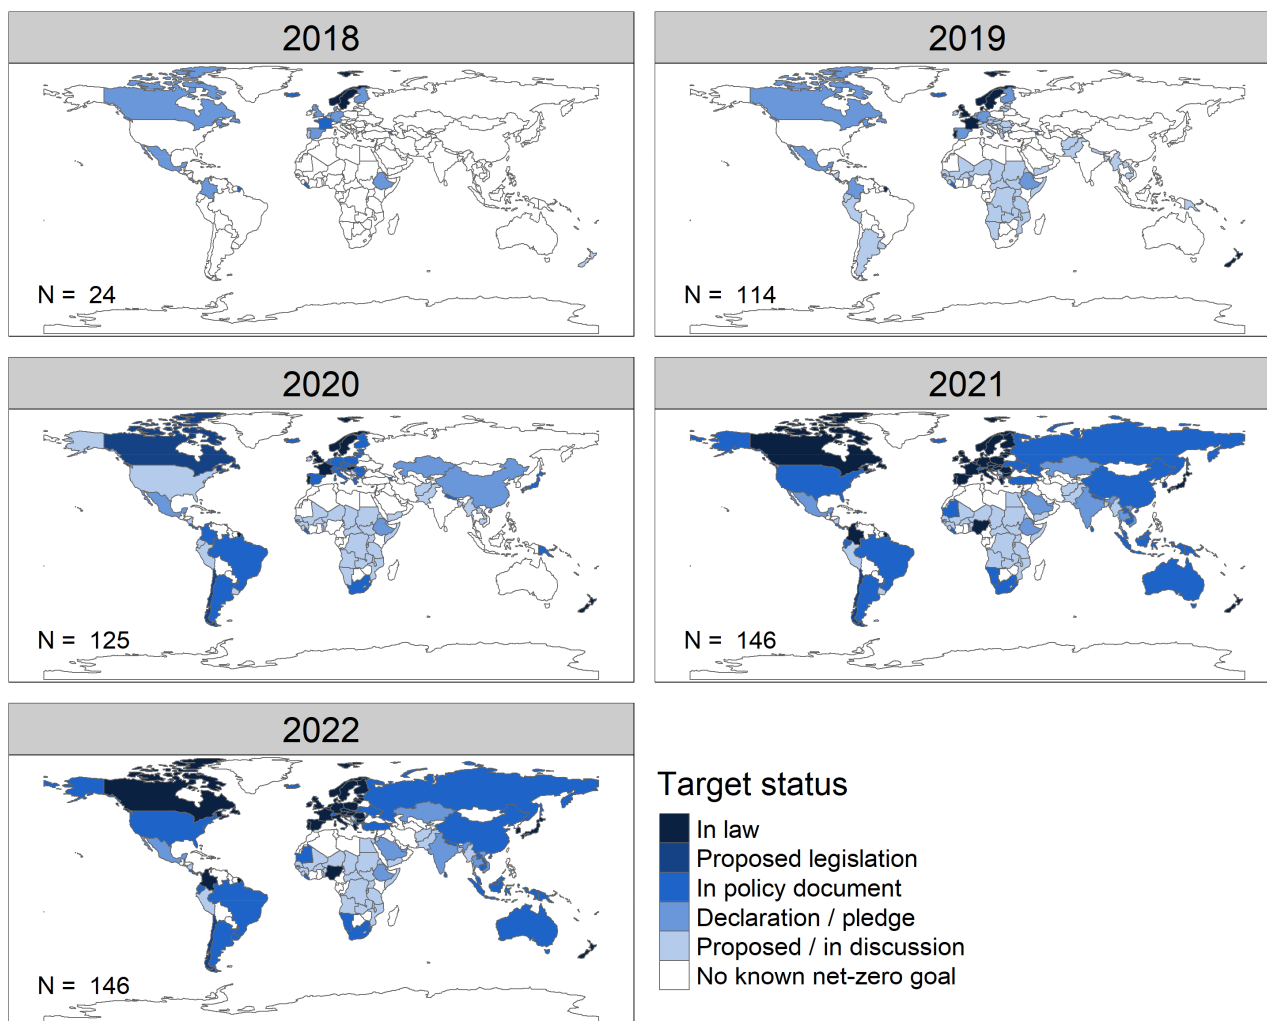 2018
2019
N = 24
N = 114
2020
2021
N = 125
N = 146
2022
N = 146
Target status
In law
Proposed legislation
In policy document
Declaration / pledge
Proposed / in discussion
No known net-zero goal